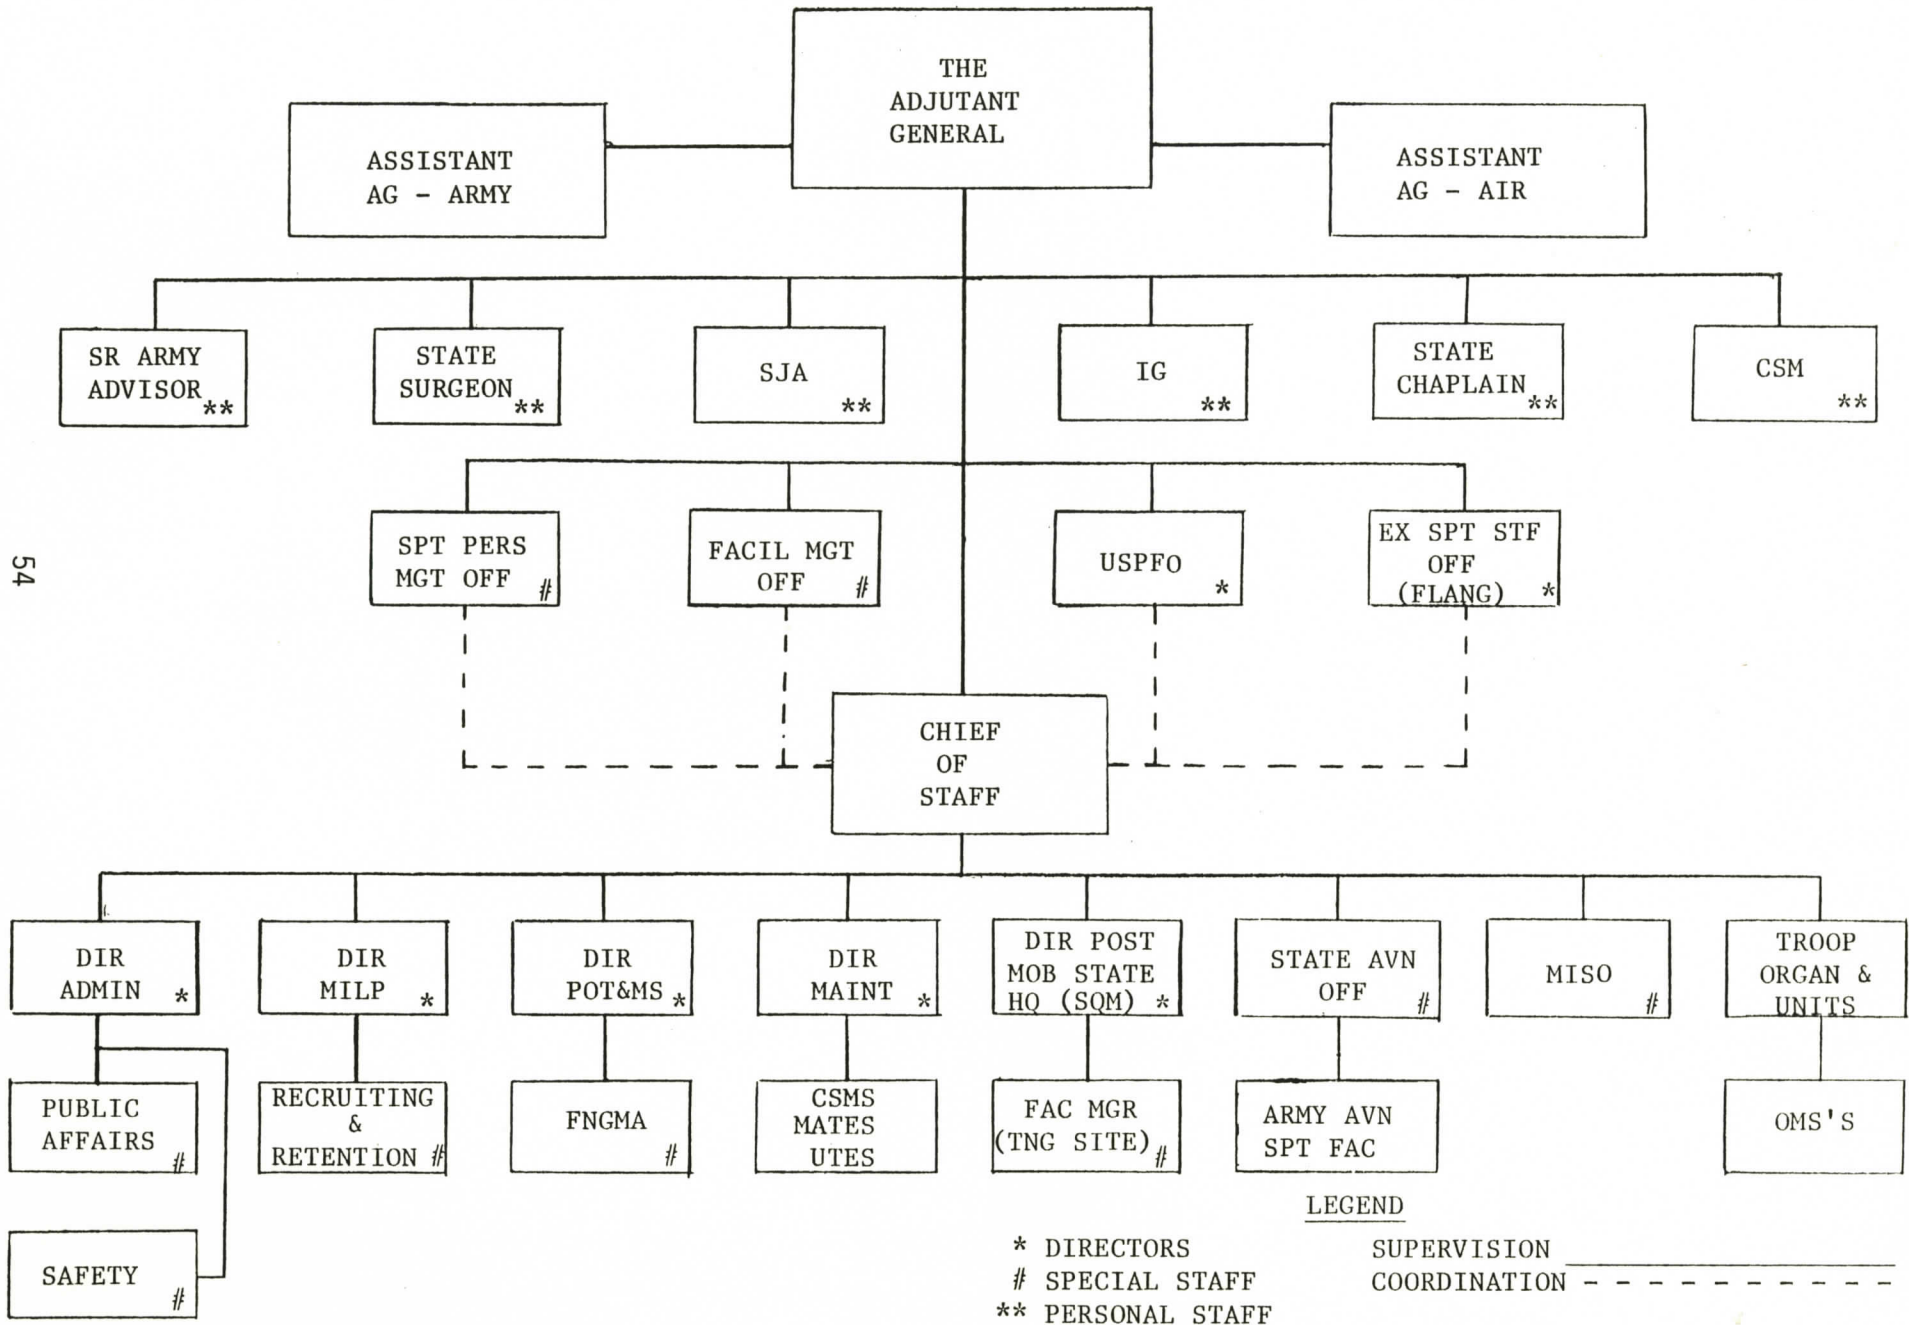 THE
ADJUTANT
GENERAL
ASSISTANT
AG - ARMY
ASSISTANT
AG - AIR
SR ARMY
ADVISOR **
STATE
SURGEON **
SJA
**
IG
**
STATE
CHAPLAIN **
CSM
**
SPT PERS
MGT OFF #
FACIL MGT
OFF #
USPFO
*
EX SPT STF
OFF
(FLANG) *
54
CHIEF
OF
STAFF
DIR
ADMIN *
DIR
MILP *
DIR
POT&MS *
DIR
MAINT *
DIR POST
MOB STATE
HQ (SQM) *
STATE AVN
OFF #
MISO
#
TROOP
ORGAN &
UNITS
PUBLIC
AFFAIRS
#
RECRUITING
&
RETENTION #
FNGMA
#
CSMS
MATES
UTES
FAC MGR
(TNG SITE) #
ARMY AVN
SPT FAC
OMS'S
SAFETY
#
LEGEND
* DIRECTORS
# SPECIAL STAFF
** PERSONAL STAFF
SUPERVISION
COORDINATION - - - - - - - - -